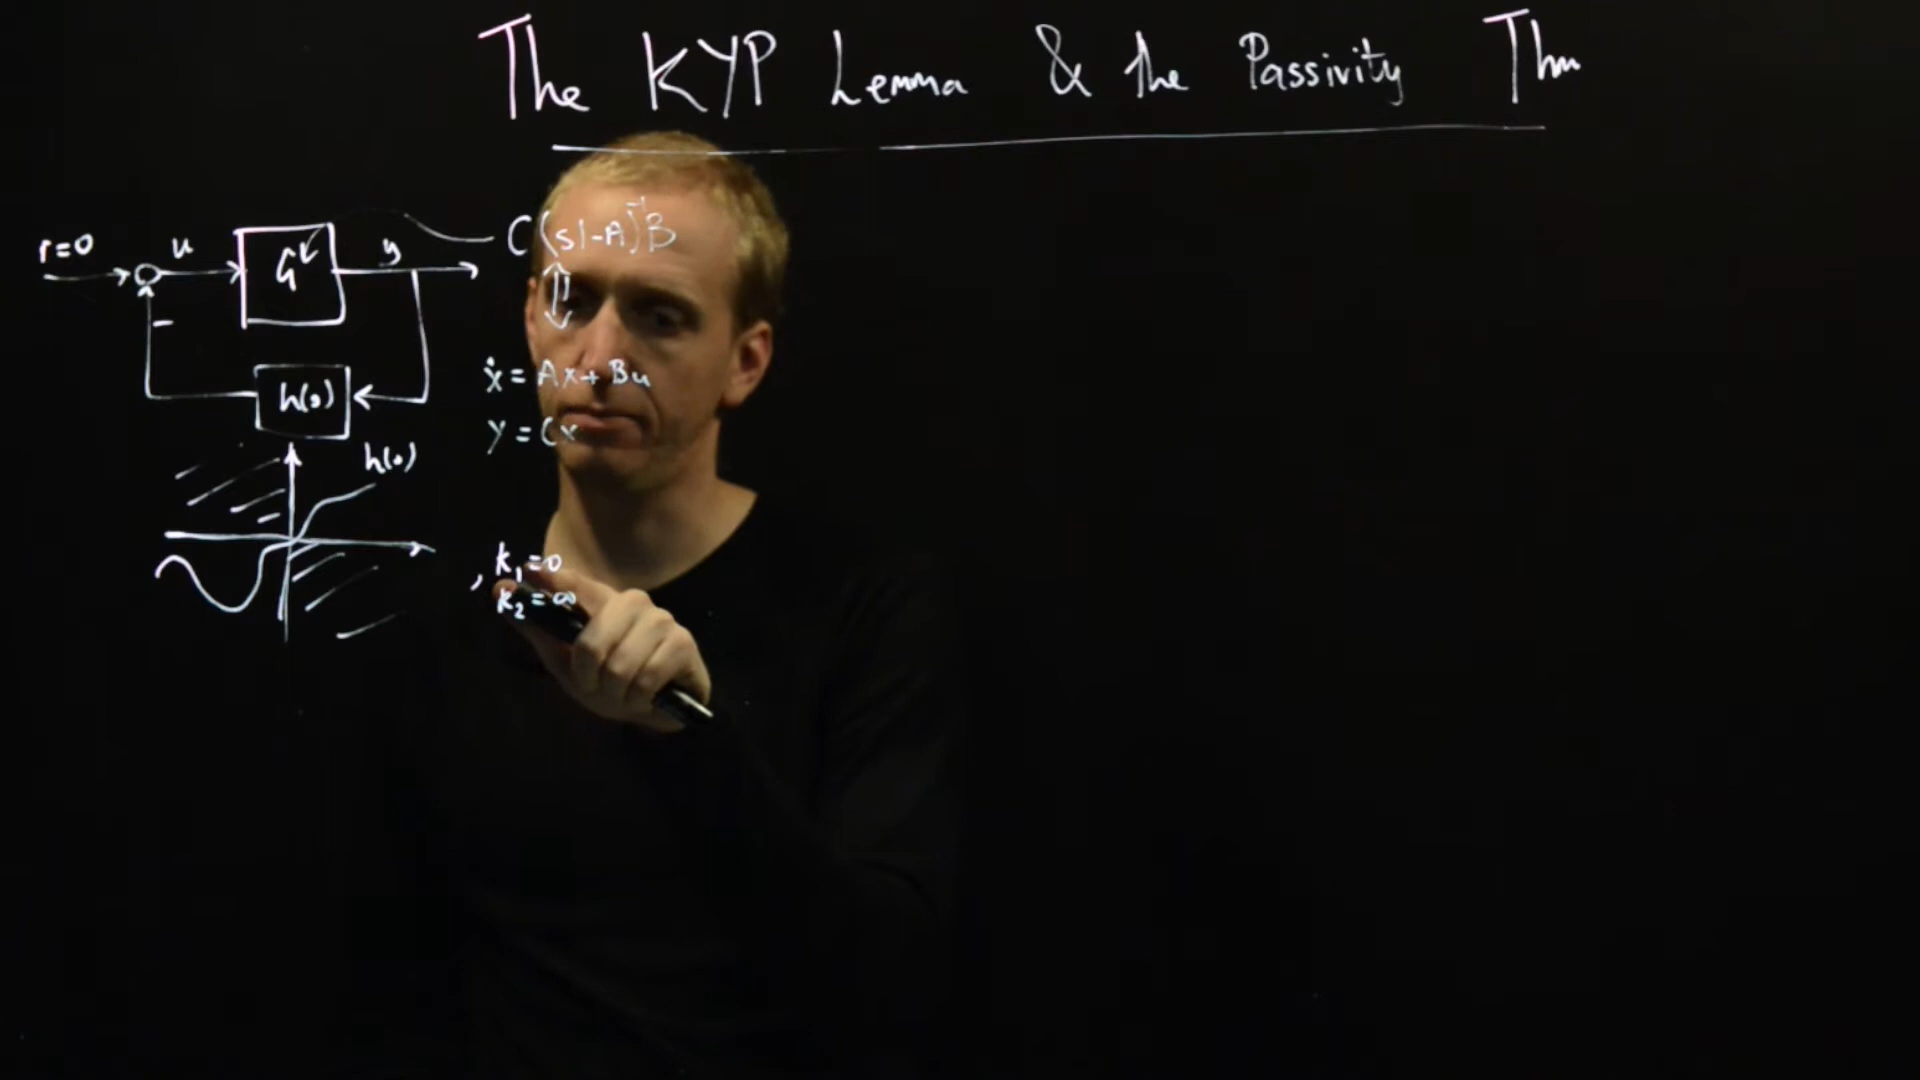 The KYP Lemma & the Passivity Thm
r=0
u
G
y
C(sI-A)⁻¹B
h(·)
ẋ = Ax + Bu
y = Cx
h(·)
, k₁ = 0
k₂ = ∞